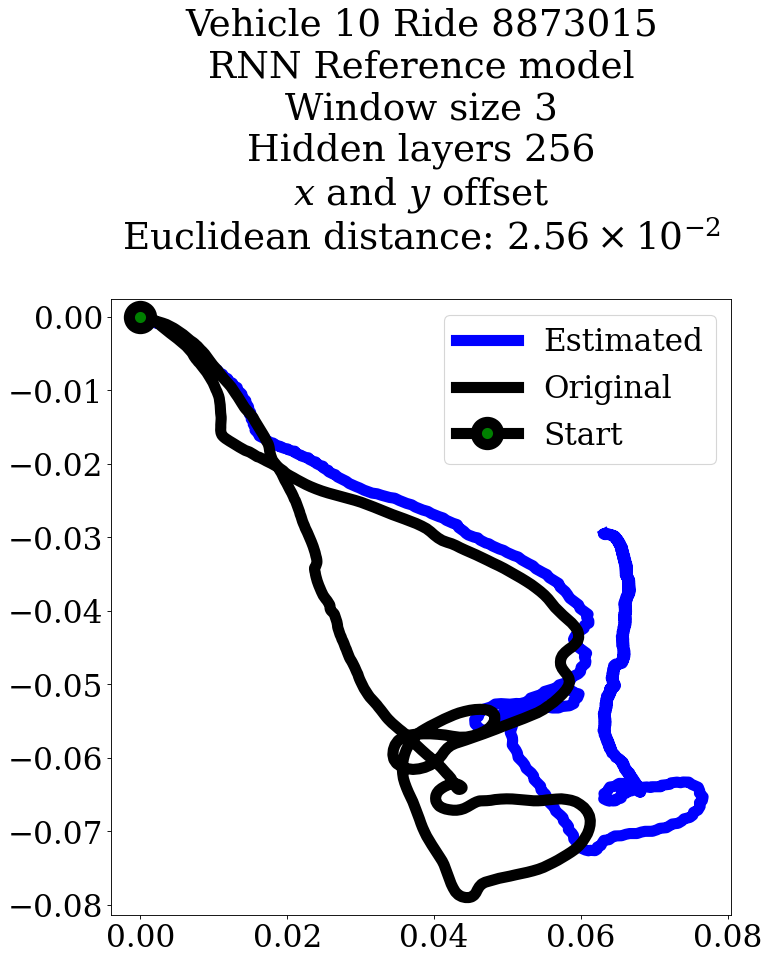 Vehicle 10 Ride 8873015
RNN Reference model
Window size 3
Hidden layers 256
x and y offset
Euclidean distance: 2.56 × 10⁻²
Estimated
Original
Start
0.00
−0.01
−0.02
−0.03
−0.04
−0.05
−0.06
−0.07
−0.08
0.00 0.02 0.04 0.06 0.08